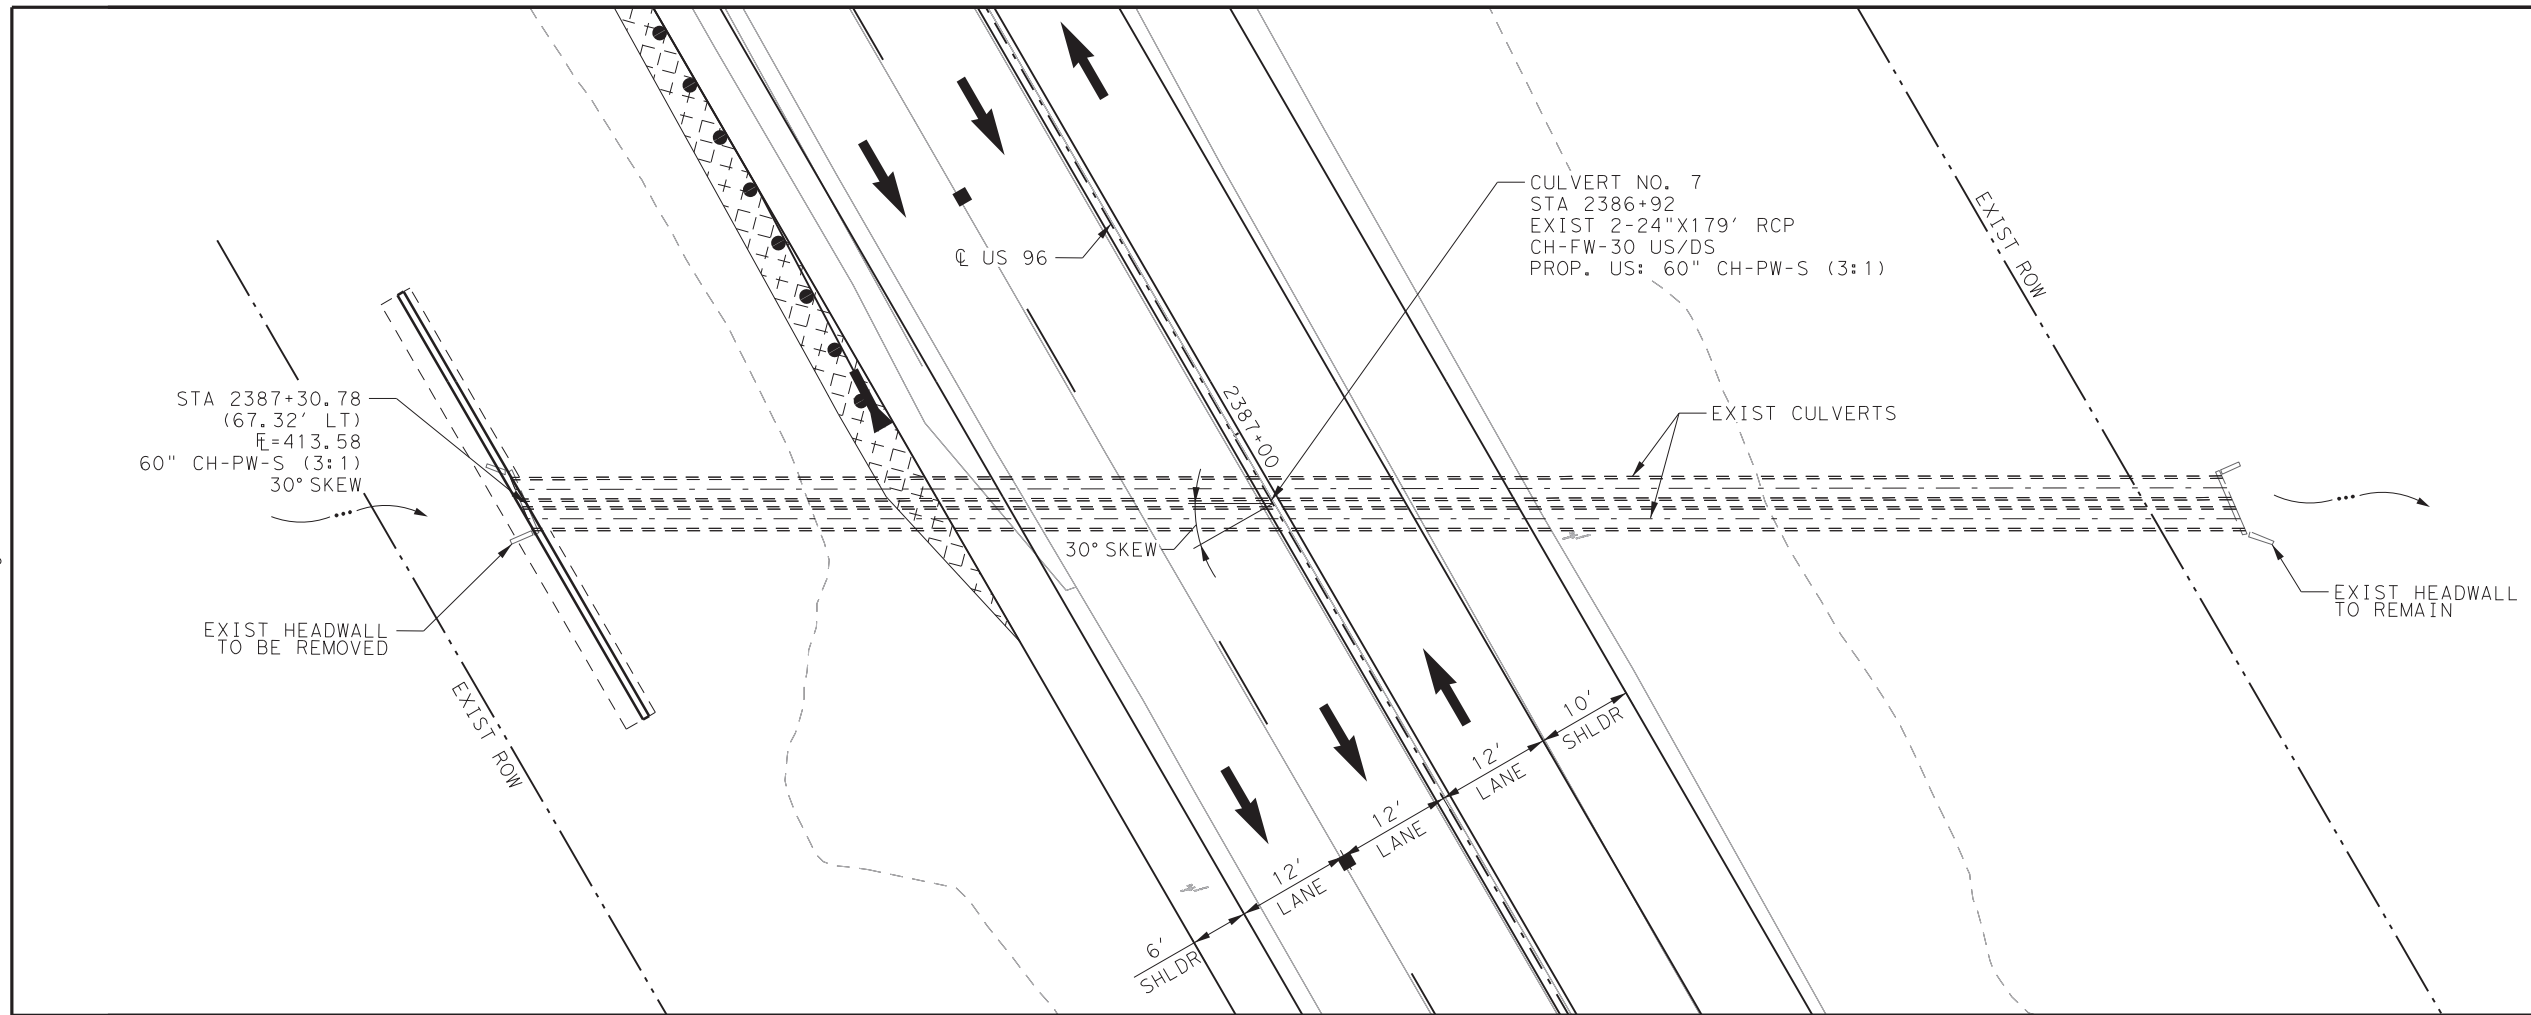 CULVERT NO. 7
STA 2386+92
EXIST 2-24"X179' RCP
CH-FW-30 US/DS
PROP. US: 60" CH-PW-S (3:1)
EXIST ROW
℄ US 96
2387+00
STA 2387+30.78
(67.32' LT)
FL=413.58
60" CH-PW-S (3:1)
30° SKEW
EXIST CULVERTS
30° SKEW
EXIST HEADWALL
TO REMAIN
EXIST HEADWALL
TO BE REMOVED
EXIST ROW
10'
SHLDR
12'
LANE
12'
LANE
12'
LANE
6'
SHLDR